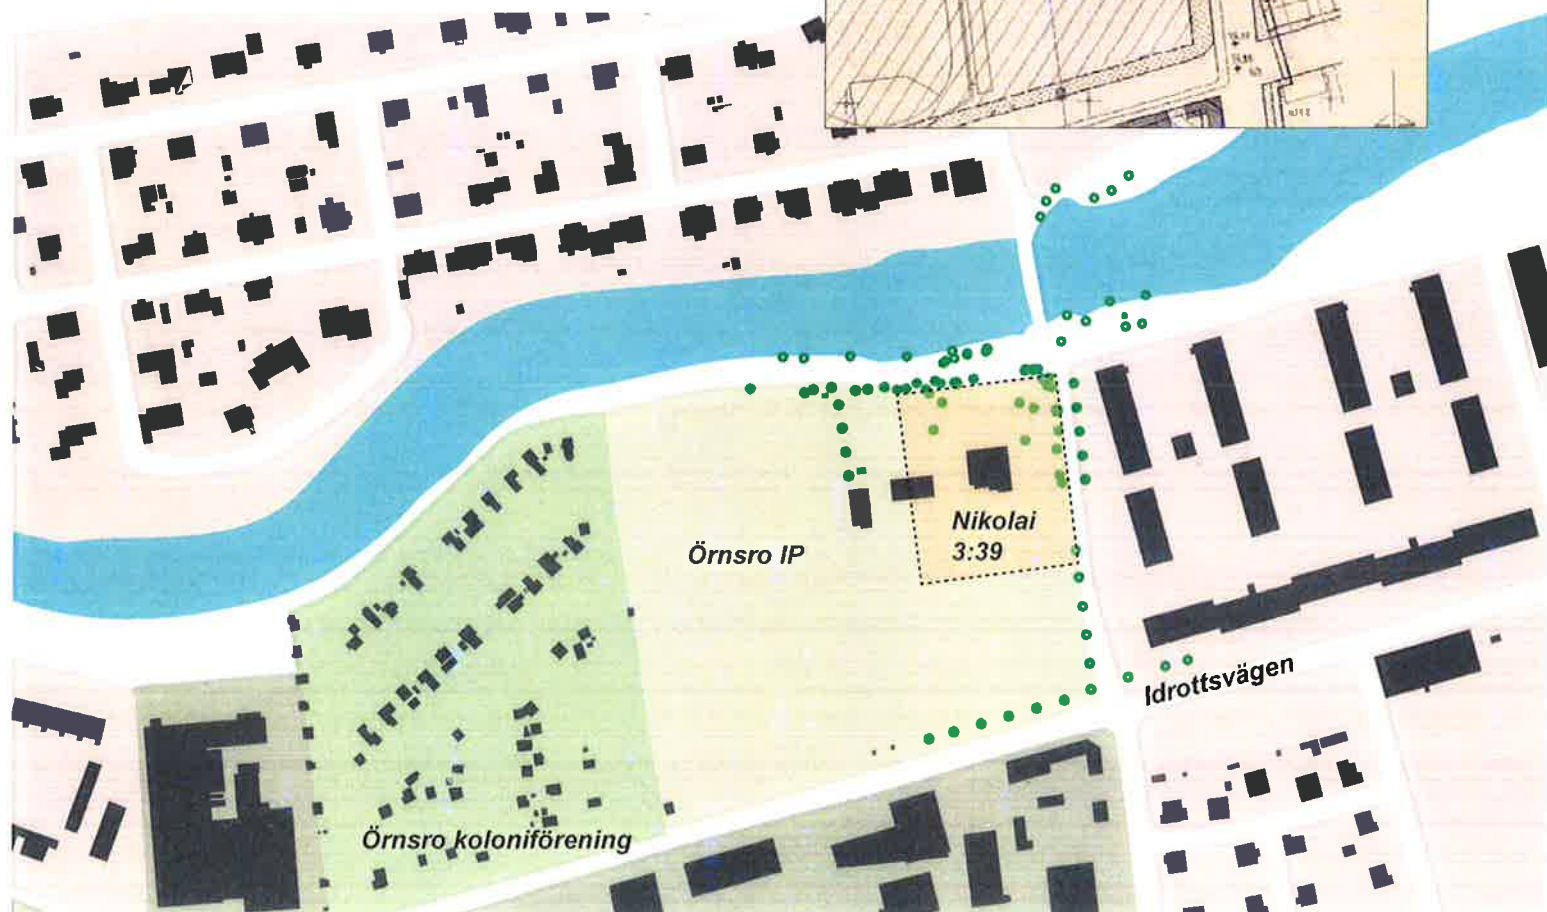 Örnsro IP
Nikolai
3:39
Idrottsvägen
Örnsro koloniförening